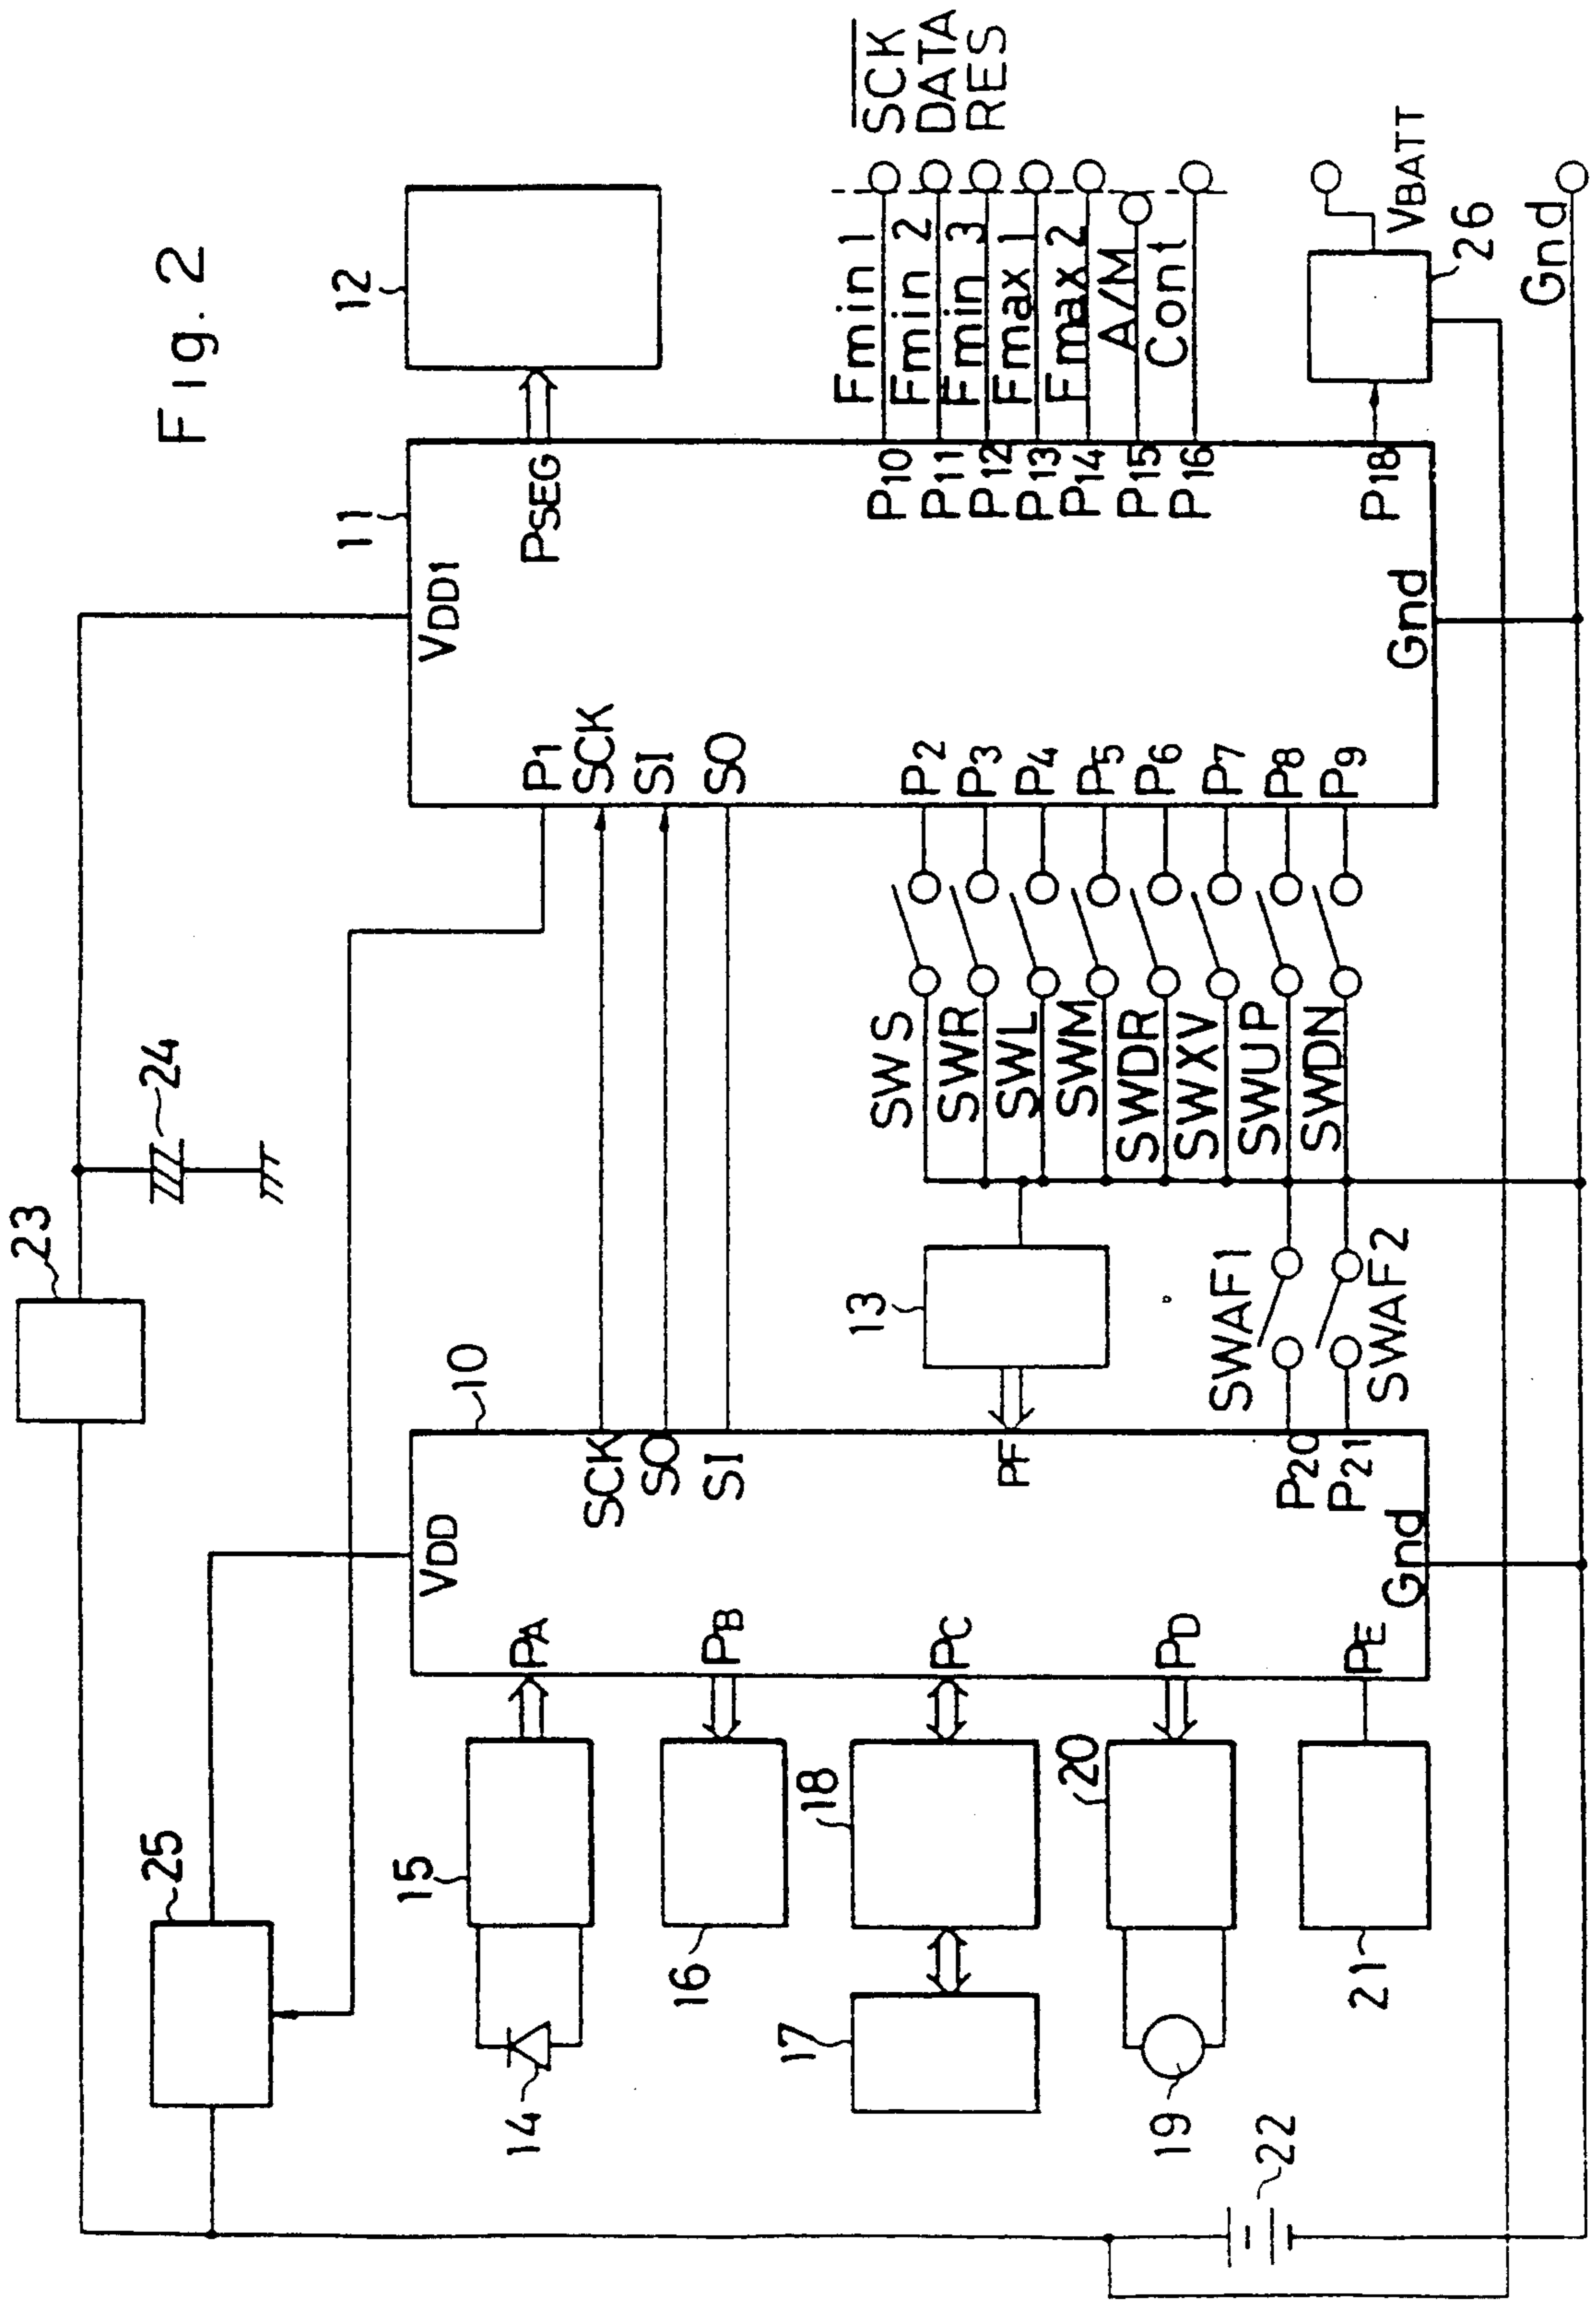 Fig. 2
23
24
25
12
11
10
VDD1
PSEG
P1
SCK
SI
SO
P2
P3
P4
P5
P6
P7
P8
P9
P10
P11
P12
P13
P14
P15
P16
P18
Gnd
Fmin 1
Fmin 2
Fmin 3
Fmax 1
Fmax 2
A/M
Cont
SCK
DATA
RES
VBATT
26
Gnd
SWS
SWR
SWL
SWM
SWDR
SWXV
SWUP
SWDN
13
SWAF1
SWAF2
VDD
SCK
SO
SI
PF
P20
P21
Gnd
PA
PB
PC
PD
PE
15
14
16
18
17
20
19
21
22